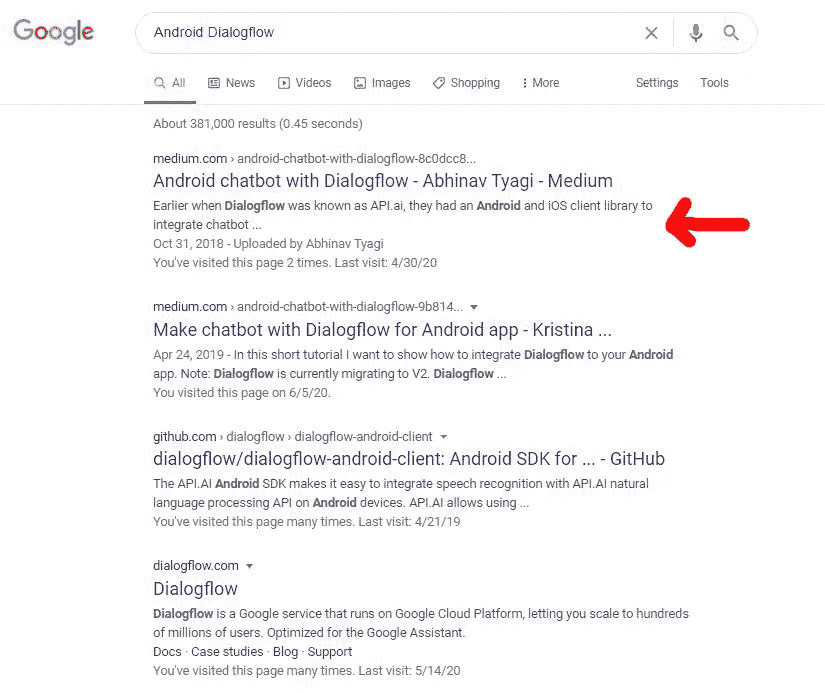 Google
Android Dialogflow
All News Videos Images Shopping More Settings Tools
About 381,000 results (0.45 seconds)
medium.com › android-chatbot-with-dialogflow-8c0dcc8...
Android chatbot with Dialogflow - Abhinav Tyagi - Medium
Earlier when Dialogflow was known as API.ai, they had an Android and iOS client library to
integrate chatbot ...
Oct 31, 2018 - Uploaded by Abhinav Tyagi
You've visited this page 2 times. Last visit: 4/30/20
medium.com › android-chatbot-with-dialogflow-9b814...
Make chatbot with Dialogflow for Android app - Kristina ...
Apr 24, 2019 - In this short tutorial I want to show how to integrate Dialogflow to your Android
app. Note: Dialogflow is currently migrating to V2. Dialogflow ...
You visited this page on 6/5/20.
github.com › dialogflow › dialogflow-android-client
dialogflow/dialogflow-android-client: Android SDK for ... - GitHub
The API.AI Android SDK makes it easy to integrate speech recognition with API.AI natural
language processing API on Android devices. API.AI allows using ...
You've visited this page many times. Last visit: 4/21/19
dialogflow.com
Dialogflow
Dialogflow is a Google service that runs on Google Cloud Platform, letting you scale to hundreds
of millions of users. Optimized for the Google Assistant.
Docs · Case studies · Blog · Support
You've visited this page many times. Last visit: 5/14/20